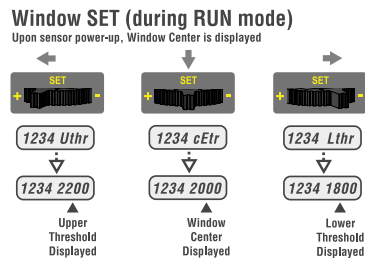 Window SET (during RUN mode)
Upon sensor power-up, Window Center is displayed
SET
+ -
SET
+ -
SET
+ -
1234 Uthr
1234 cEtr
1234 Lthr
1234 2200
1234 2000
1234 1800
Upper
Threshold
Displayed
Window
Center
Displayed
Lower
Threshold
Displayed